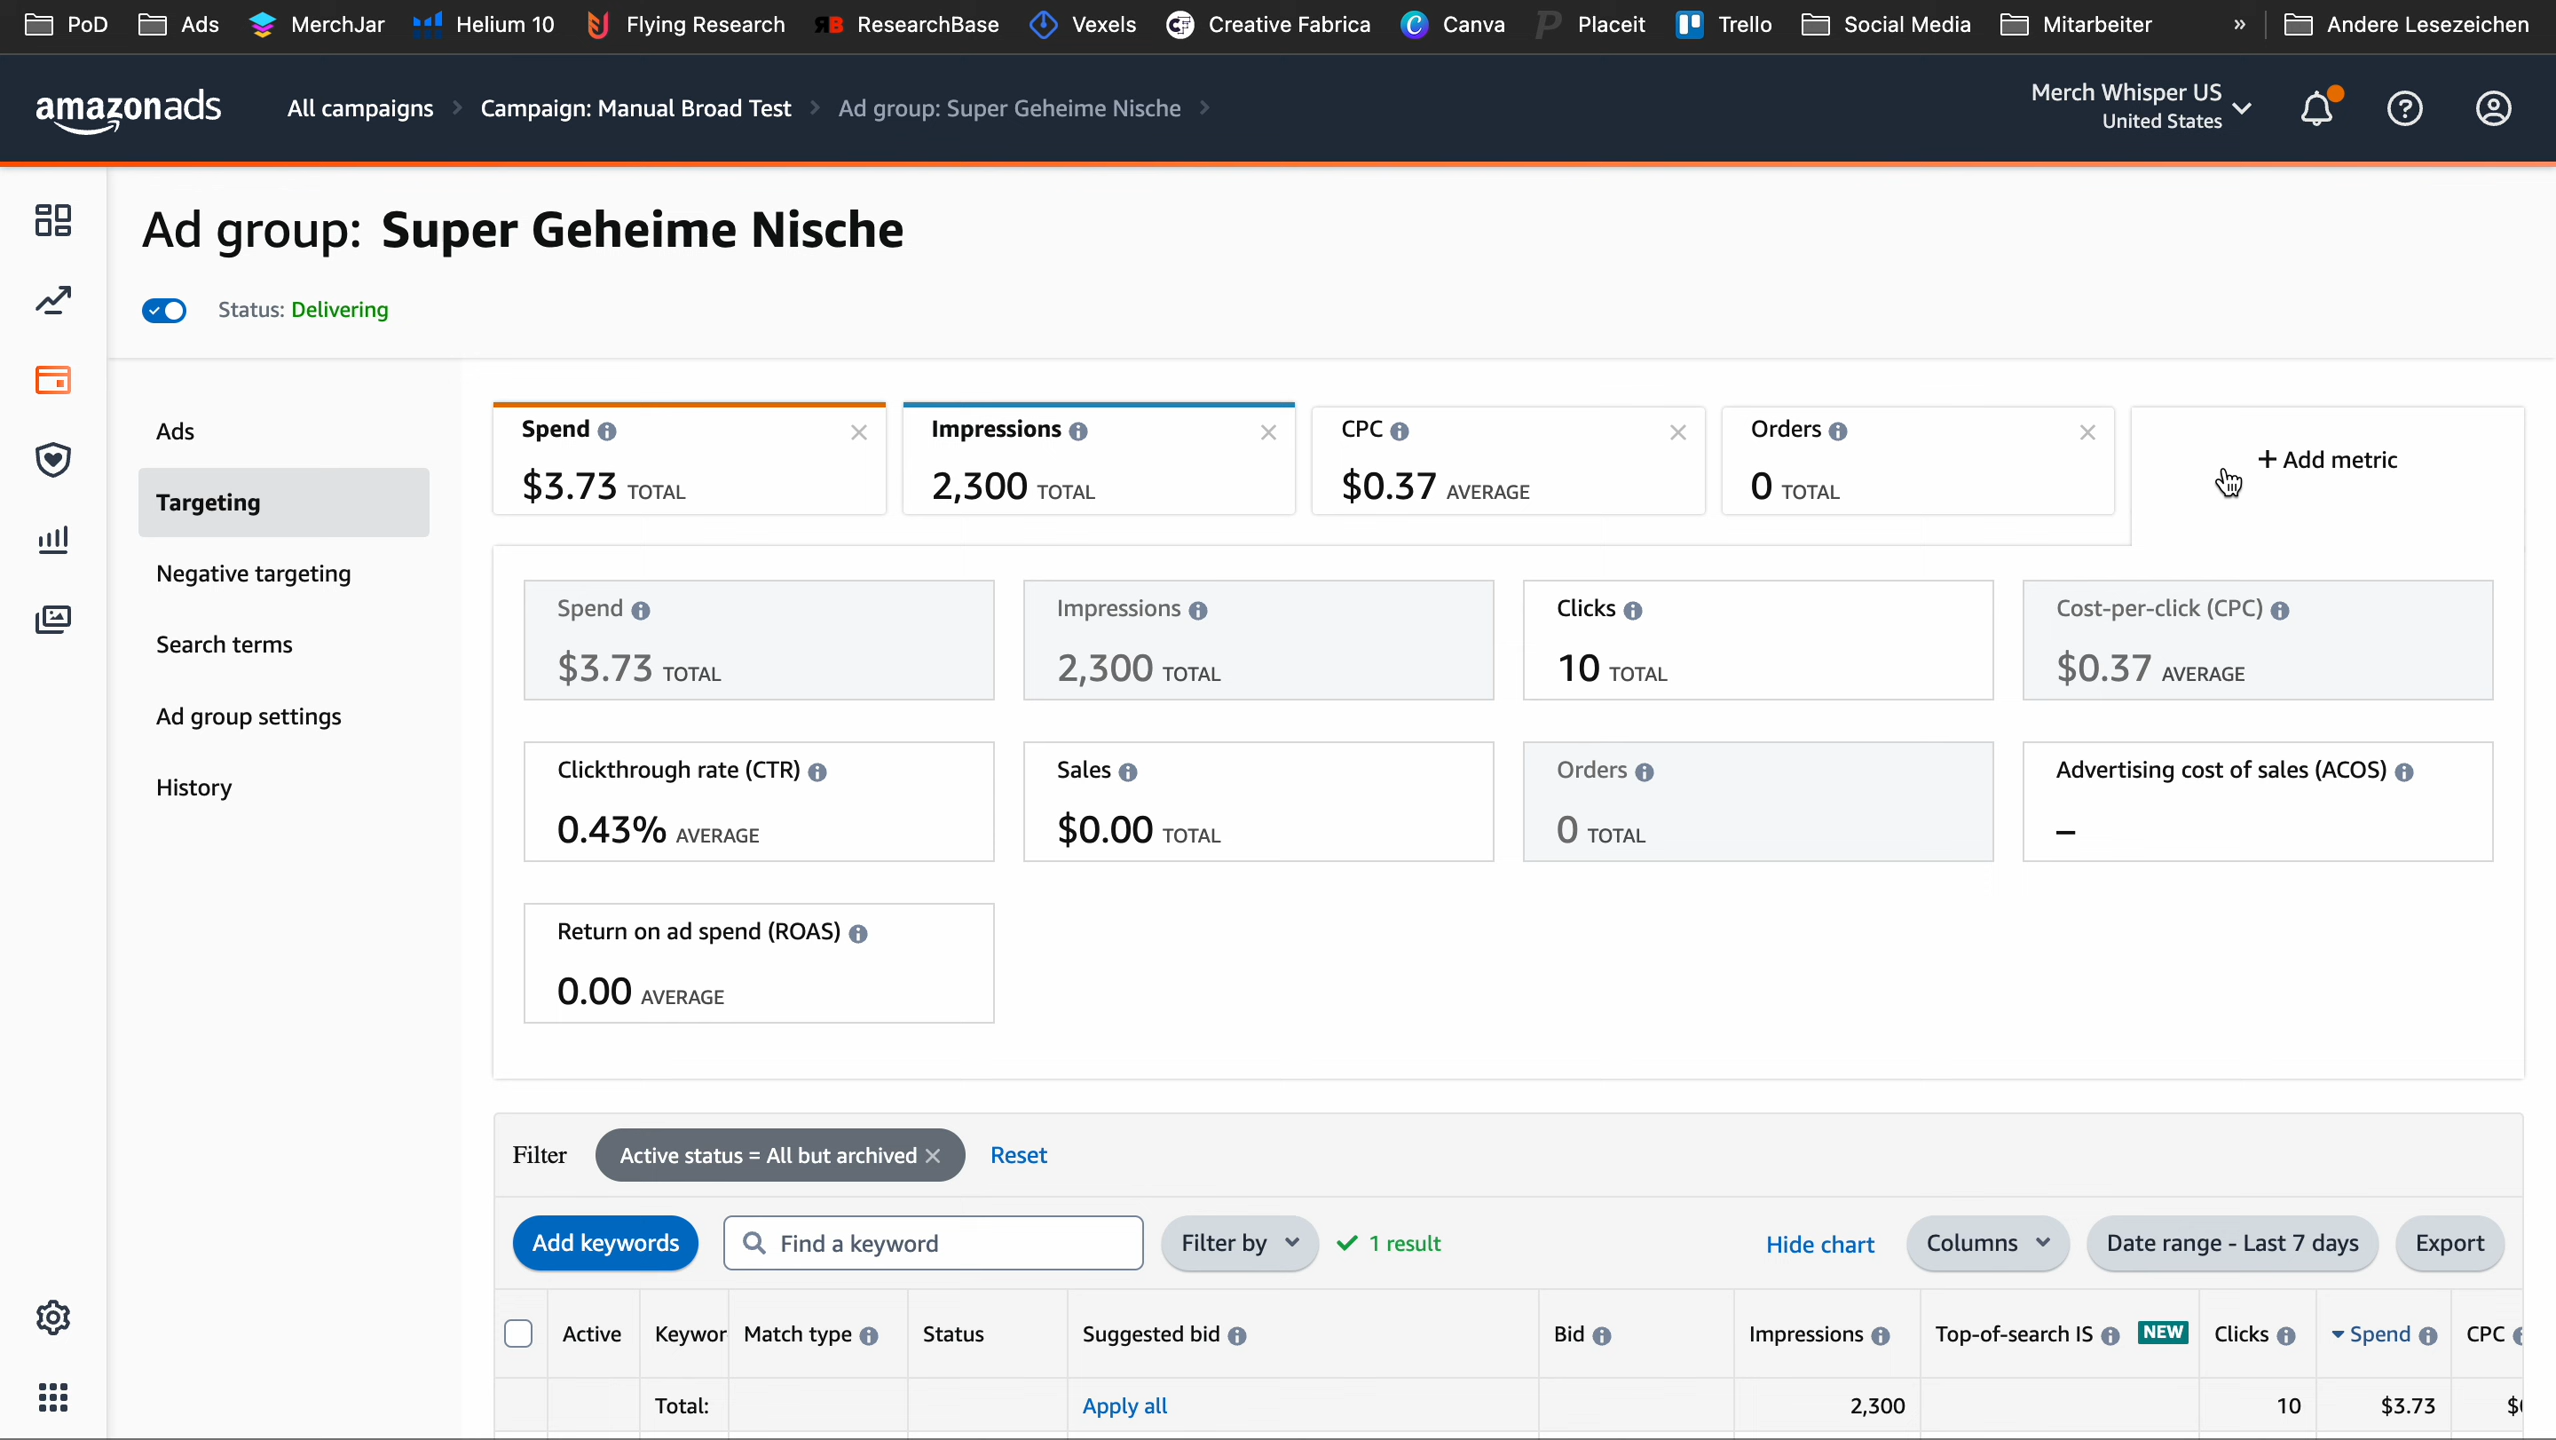 PoD Ads MerchJar Helium 10 Flying Research ResearchBase Vexels Creative Fabrica Canva Placeit Trello Social Media Mitarbeiter » Andere Lesezeichen
amazonads All campaigns Campaign: Manual Broad Test Ad group: Super Geheime Nische
Merch Whisper US
United States
Ad group: Super Geheime Nische
Status: Delivering
Ads
Targeting
Negative targeting
Search terms
Ad group settings
History
Spend Impressions CPC Orders
$3.73 TOTAL 2,300 TOTAL $0.37 AVERAGE 0 TOTAL
+ Add metric
Spend Impressions Clicks Cost-per-click (CPC)
$3.73 TOTAL 2,300 TOTAL 10 TOTAL $0.37 AVERAGE
Clickthrough rate (CTR) Sales Orders Advertising cost of sales (ACOS)
0.43% AVERAGE $0.00 TOTAL 0 TOTAL –
Return on ad spend (ROAS)
0.00 AVERAGE
Filter Active status = All but archived Reset
Add keywords Find a keyword Filter by 1 result Hide chart Columns Date range - Last 7 days Export
Active Keywor Match type Status Suggested bid Bid Impressions Top-of-search IS NEW Clicks Spend CPC
Total: Apply all 2,300 10 $3.73 $